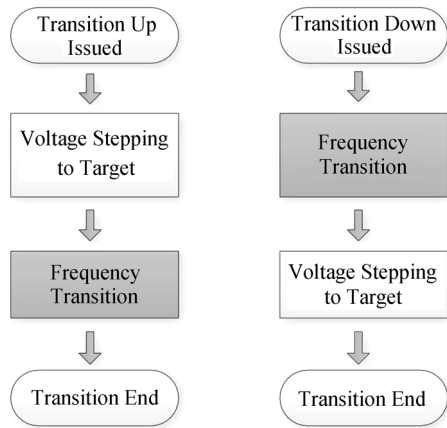 Transition Up
Issued
Voltage Stepping
to Target
Frequency
Transition
Transition End
Transition Down
Issued
Frequency
Transition
Voltage Stepping
to Target
Transition End